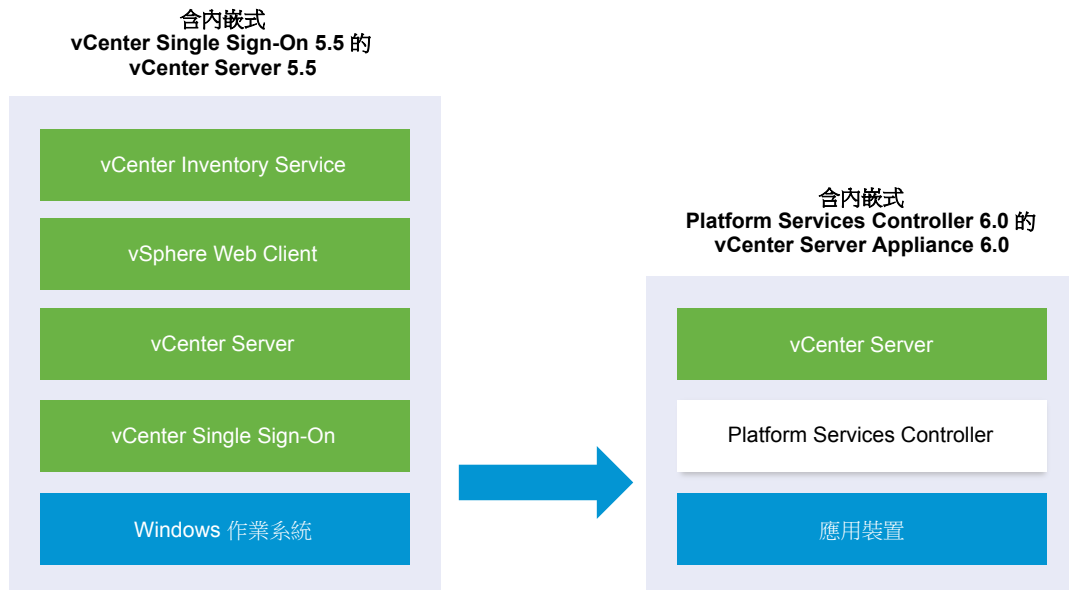 含內嵌式
vCenter Single Sign-On 5.5 的
vCenter Server 5.5
vCenter Inventory Service
vSphere Web Client
vCenter Server
vCenter Single Sign-On
Windows 作業系統
含內嵌式
Platform Services Controller 6.0 的
vCenter Server Appliance 6.0
vCenter Server
Platform Services Controller
應用裝置